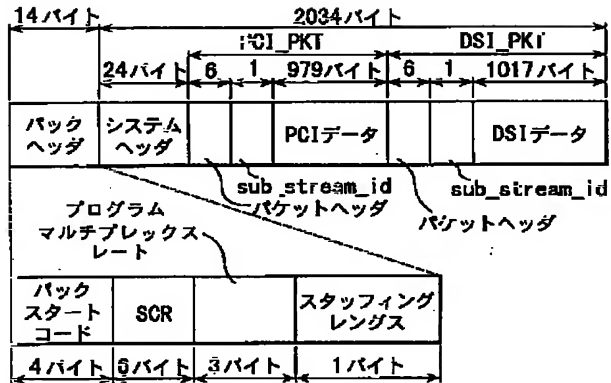 14バイト 2034バイト
PCI_PKT DSI_PKT
24バイト 6 1 979バイト 6 1 1017バイト
パック
ヘッダ
システム
ヘッダ
PCIデータ
DSIデータ
sub_stream_id
パケットヘッダ
sub_stream_id
パケットヘッダ
プログラム
マルチプレックス
レート
パック
スタート
コード
SCR
スタッフィング
レングス
4バイト 6バイト 3バイト 1バイト